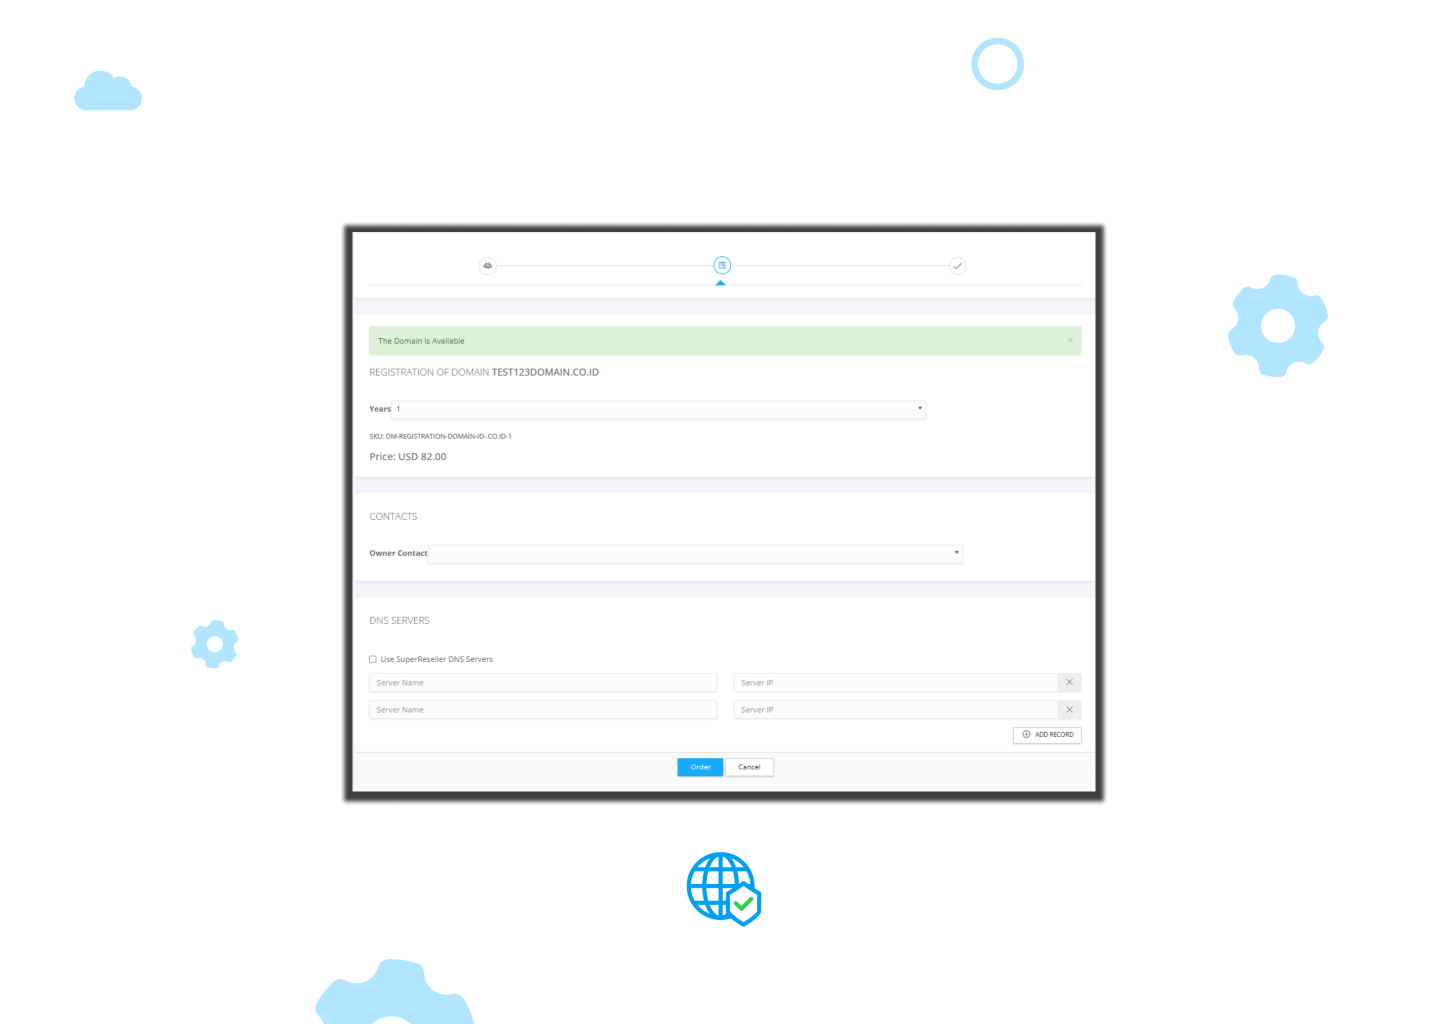 The Domain is Available
REGISTRATION OF DOMAIN TEST123DOMAIN.CO.ID
Years 1
SKU: DM-REGISTRATION-DOMAIN-ID-.CO.ID-1
Price: USD 82.00
CONTACTS
Owner Contact
DNS SERVERS
Use SuperReseller DNS Servers
Server Name Server IP
Server Name Server IP
ADD RECORD
Order Cancel